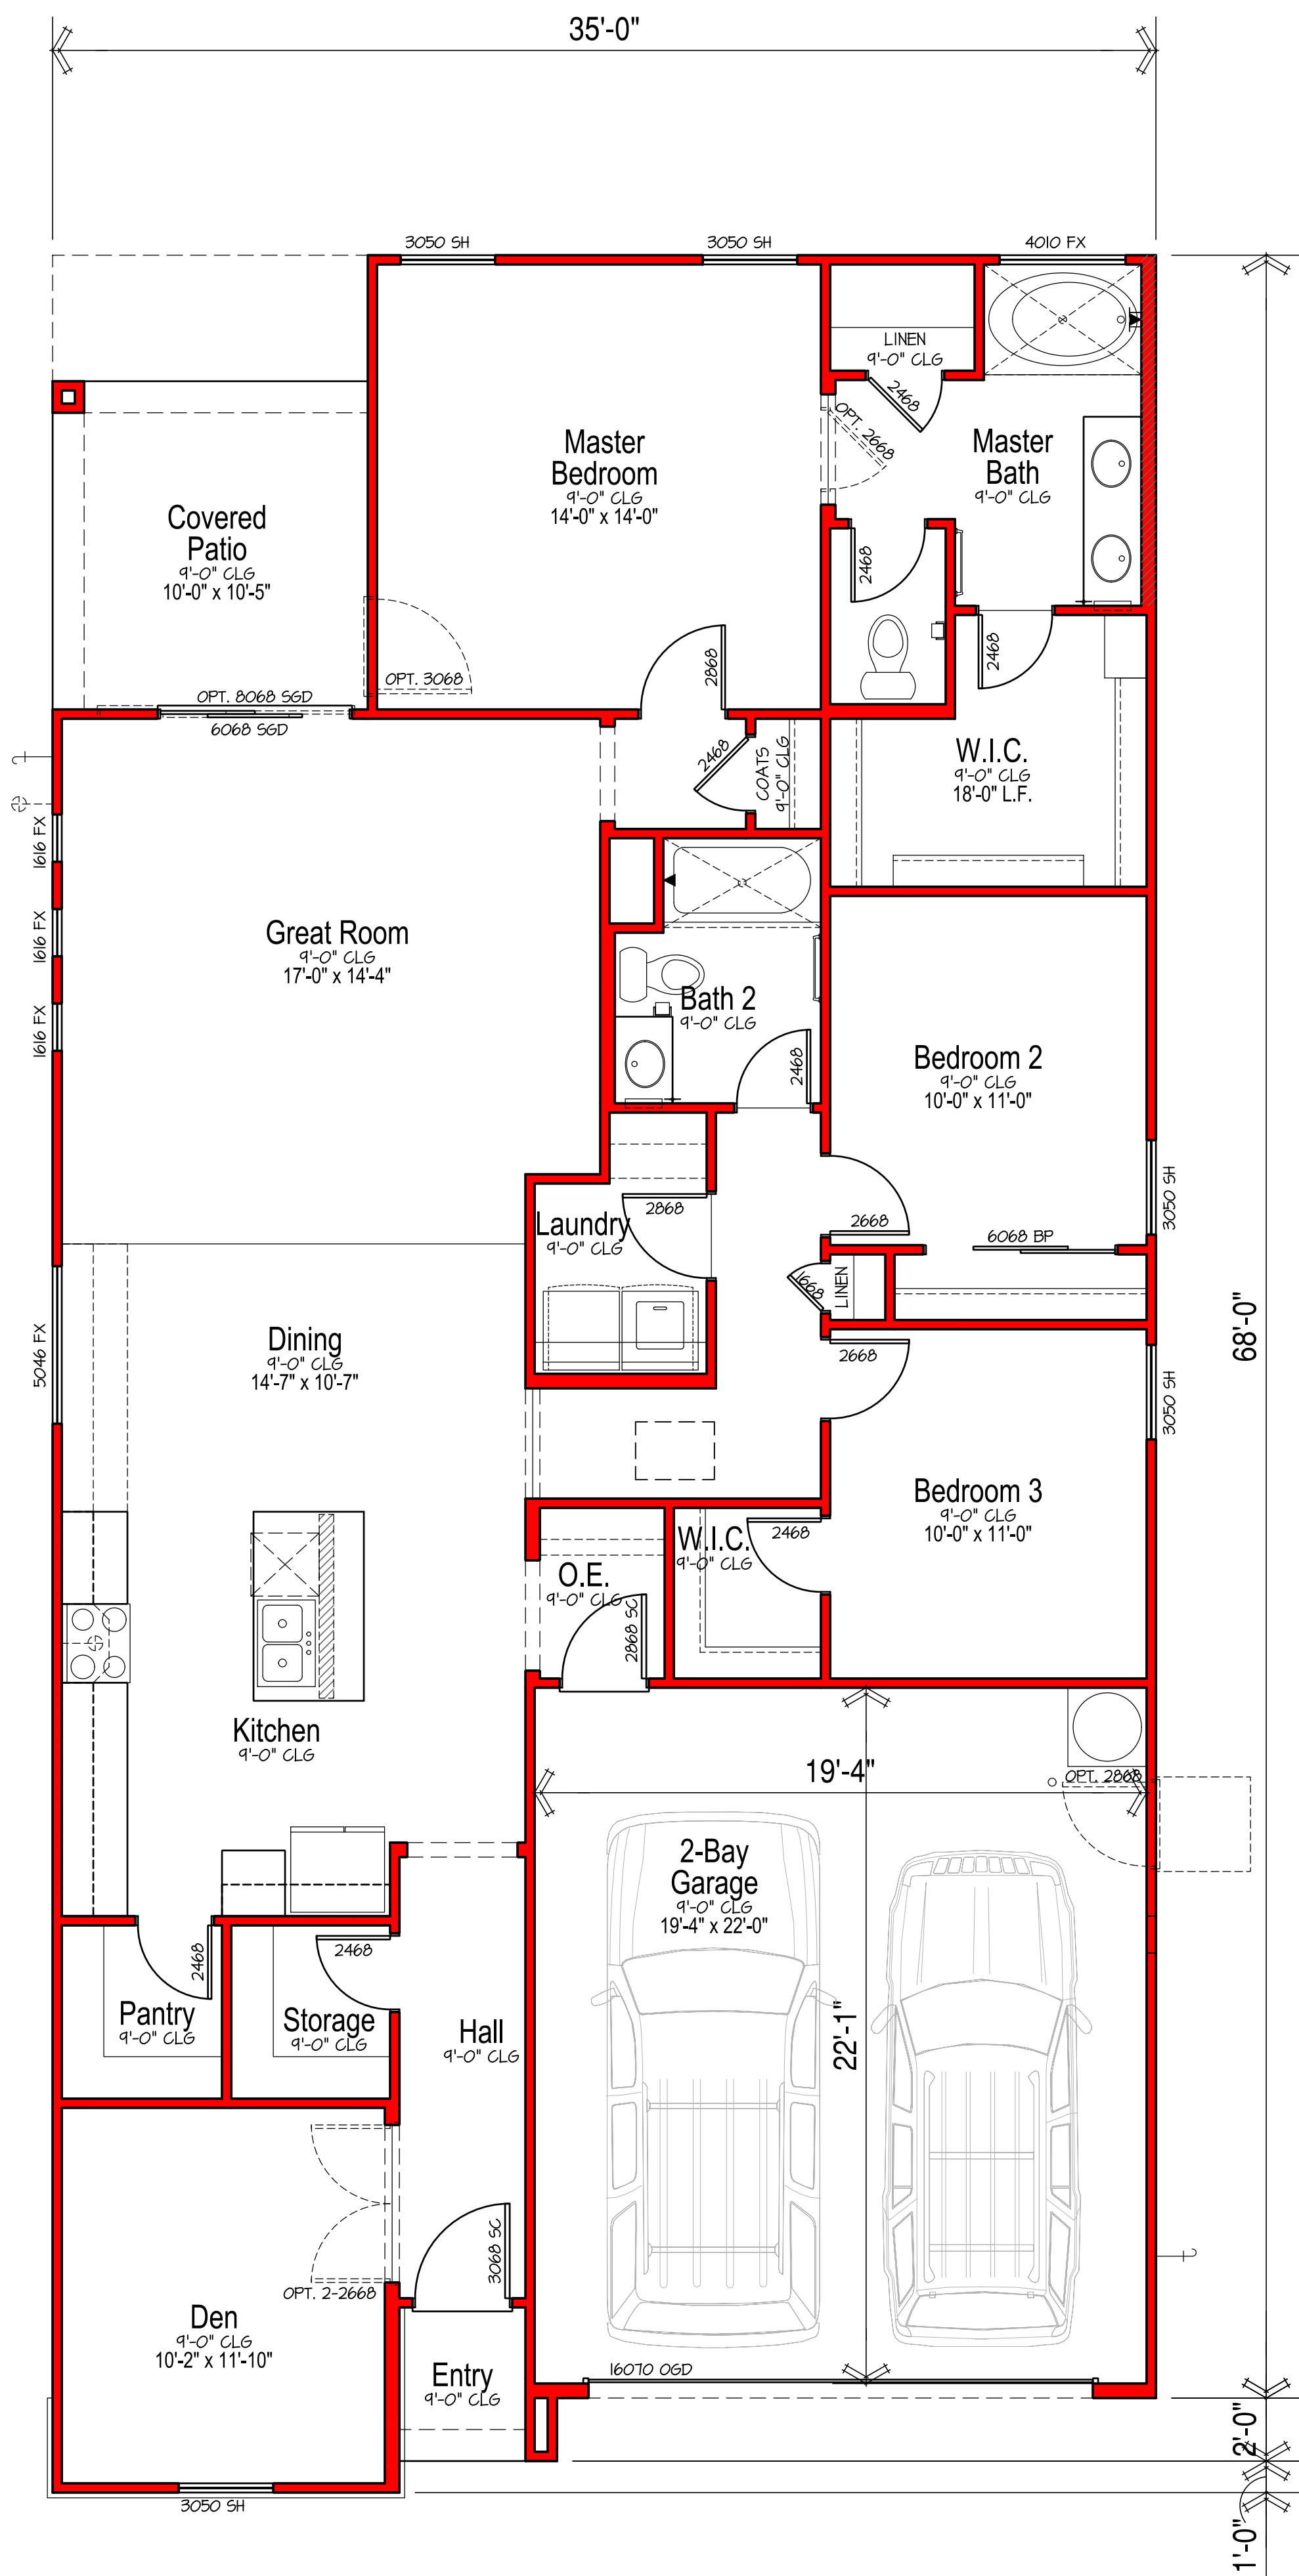 35'-0"
3050 SH
3050 SH
4010 FX
LINEN
9'-0" CLG
2468
OPT. 2668
Master
Bedroom
9'-0" CLG
14'-0" x 14'-0"
Master
Bath
9'-0" CLG
Covered
Patio
9'-0" CLG
10'-0" x 10'-5"
2468
2468
2868
OPT. 3068
OPT. 8068 SGD
6068 SGD
2468
COATS
9'-0" CLG
W.I.C.
9'-0" CLG
18'-0" L.F.
1616 FX
1616 FX
1616 FX
Great Room
9'-0" CLG
17'-0" x 14'-4"
Bath 2
9'-0" CLG
2468
Bedroom 2
9'-0" CLG
10'-0" x 11'-0"
3050 SH
Laundry
9'-0" CLG
2868
2668
6068 BP
1668
LINEN
68'-0"
5046 FX
Dining
9'-0" CLG
14'-7" x 10'-7"
2668
3050 SH
Bedroom 3
9'-0" CLG
10'-0" x 11'-0"
W.I.C.
9'-0" CLG
2468
O.E.
9'-0" CLG
2868 SC
Kitchen
9'-0" CLG
19'-4"
OPT. 2868
2-Bay
Garage
9'-0" CLG
19'-4" x 22'-0"
2468
2468
Pantry
9'-0" CLG
Storage
9'-0" CLG
Hall
9'-0" CLG
22'-1"
3068 SC
OPT. 2-2668
Den
9'-0" CLG
10'-2" x 11'-10"
Entry
9'-0" CLG
16070 OGD
2'-0"
3050 SH
1'-0"